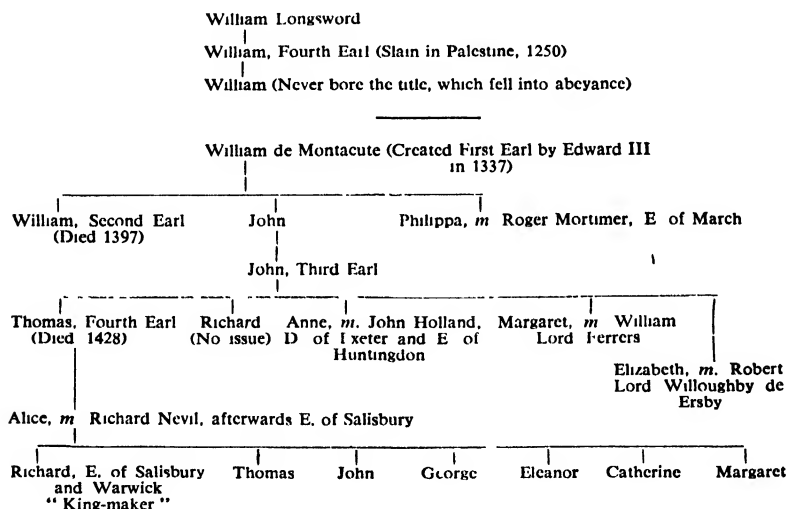 William Longsword
William, Fourth Earl (Slain in Palestine, 1250)
William (Never bore the title, which fell into abeyance)
William de Montacute (Created First Earl by Edward III
in 1337)
William, Second Earl John Philippa, m Roger Mortimer, E of March
(Died 1397)
John, Third Earl
Thomas, Fourth Earl Richard Anne, m. John Holland, Margaret, m William
(Died 1428) (No issue) D of Exeter and E of Lord Ferrers
Huntingdon
Elizabeth, m. Robert
Lord Willoughby de
Ersby
Alice, m Richard Nevil, afterwards E. of Salisbury
Richard, E. of Salisbury Thomas John George Eleanor Catherine Margaret
and Warwick
" King-maker "